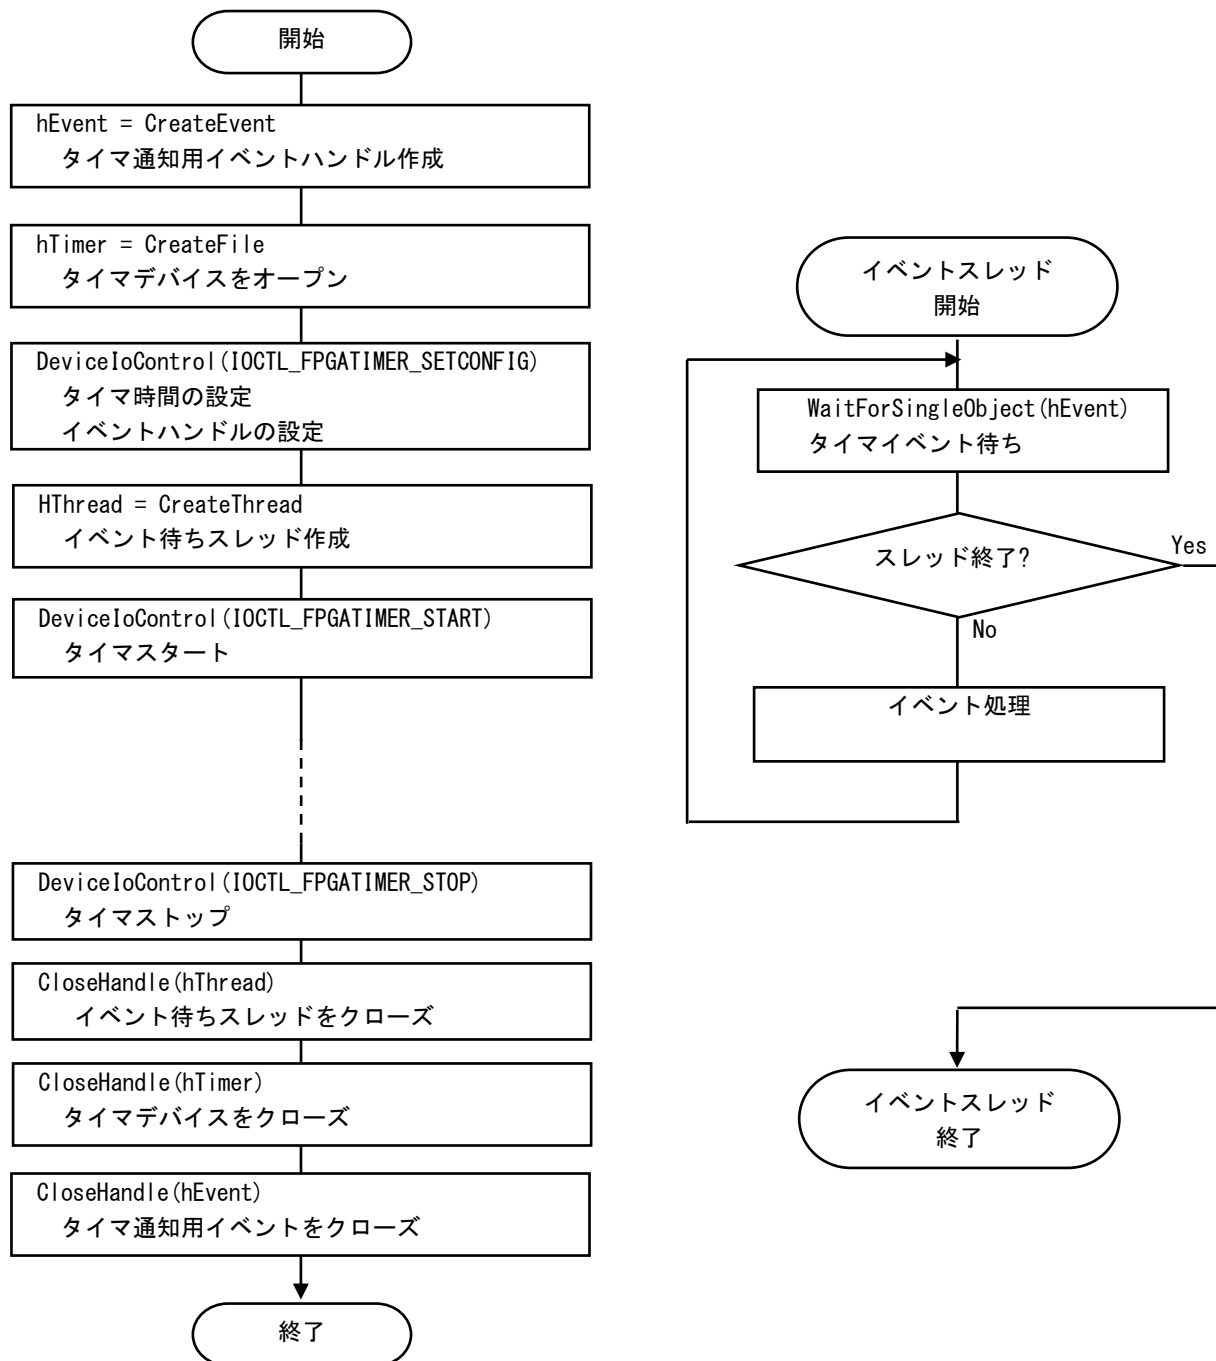 開始
hEvent = CreateEvent
タイマ通知用イベントハンドル作成
hTimer = CreateFile
タイマデバイスをオープン
DeviceIoControl(IOCTL_FPGATIMER_SETCONFIG)
タイマ時間の設定
イベントハンドルの設定
HThread = CreateThread
イベント待ちスレッド作成
DeviceIoControl(IOCTL_FPGATIMER_START)
タイマスタート
DeviceIoControl(IOCTL_FPGATIMER_STOP)
タイマストップ
CloseHandle(hThread)
イベント待ちスレッドをクローズ
CloseHandle(hTimer)
タイマデバイスをクローズ
CloseHandle(hEvent)
タイマ通知用イベントをクローズ
終了
イベントスレッド
開始
WaitForSingleObject(hEvent)
タイマイベント待ち
スレッド終了?
Yes
No
イベント処理
イベントスレッド
終了